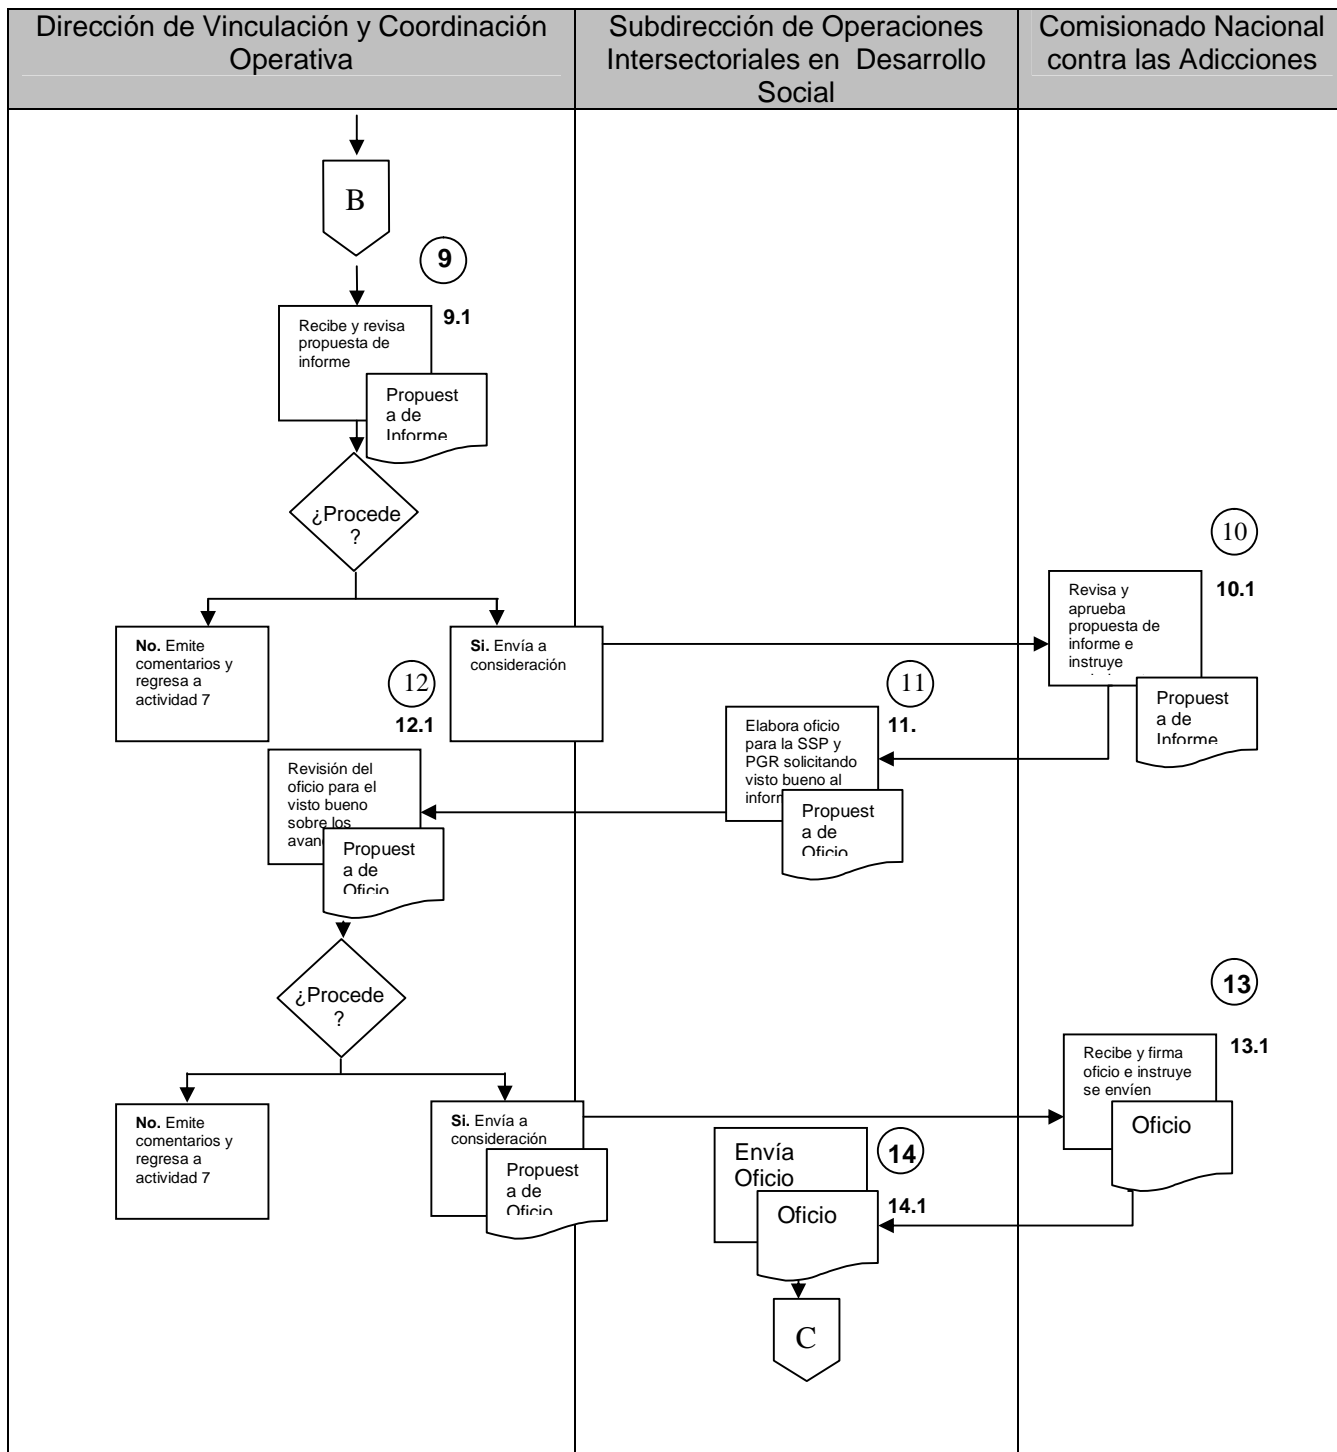 Dirección de Vinculación y Coordinación
Operativa
Subdirección de Operaciones
Intersectoriales en Desarrollo
Social
Comisionado Nacional
contra las Adicciones
B
9
9.1
Recibe y revisa
propuesta de
informe
Propuest
a de
Informe
¿Procede
?
10
10.1
Revisa y
aprueba
propuesta de
informe e
instruye
Propuest
a de
Informe
No. Emite
comentarios y
regresa a
actividad 7
Si. Envía a
consideración
11
11.
Elabora oficio
para la SSP y
PGR solicitando
visto bueno al
inform
Propuest
a de
Oficio
12
12.1
Revisión del
oficio para el
visto bueno
sobre los
avan
Propuest
a de
Oficio
¿Procede
?
13
13.1
Recibe y firma
oficio e instruye
se envíen
Oficio
No. Emite
comentarios y
regresa a
actividad 7
Si. Envía a
consideración
Propuest
a de
Oficio
14
14.1
Envía
Oficio
Oficio
C